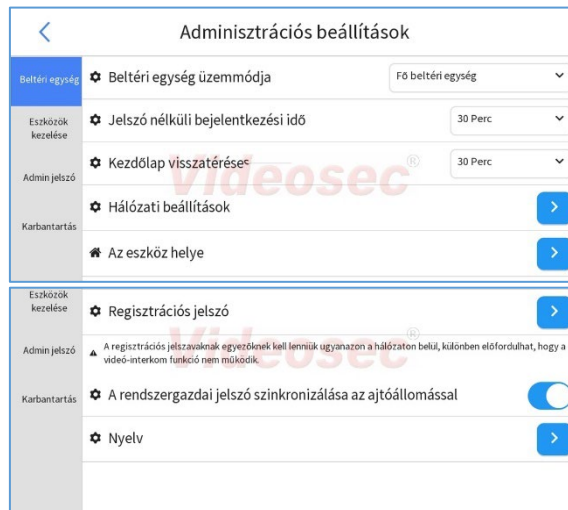 Adminisztrációs beállítások
Beltéri egység
Beltéri egység üzemmódja
Fő beltéri egység
Eszközök
kezelése
Jelszó nélküli bejelentkezési idő
30 Perc
Admin jelszó
Kezdőlap visszatéréses
30 Perc
Videosec®
Karbantartás
Hálózati beállítások
Az eszköz helye
Eszközök
kezelése
Regisztrációs jelszó
Admin jelszó
A regisztrációs jelszavaknak egyezőknek kell lenniük ugyanazon a hálózaton belül, különben előfordulhat, hogy a
videó-interkom funkció nem működik.
Videosec®
Karbantartás
A rendszergazdai jelszó szinkronizálása az ajtóállomással
Nyelv